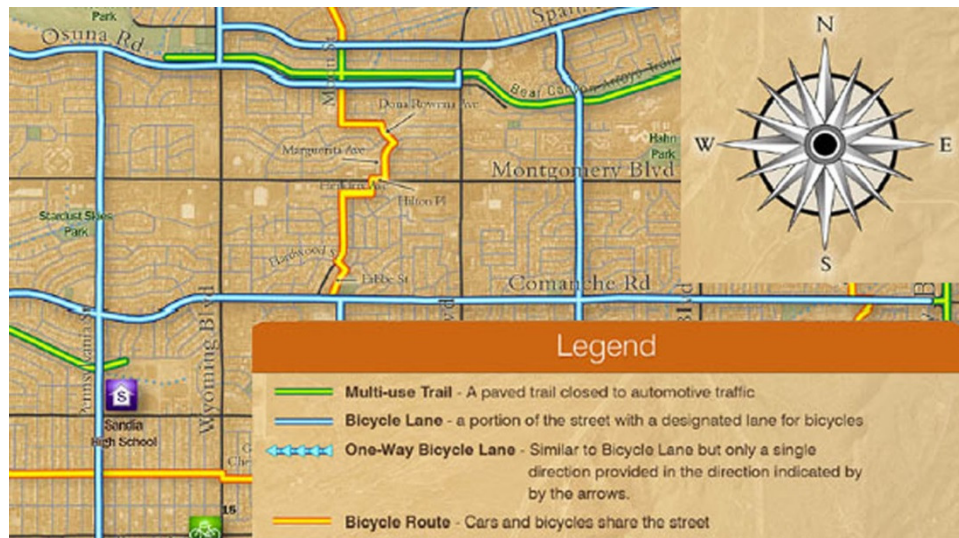 Park
Osuna Rd
Bear Canyon Arroyo Trail
Dona Rowena Ave
N
W
E
S
Hahn
Park
Marguerita Ave
Montgomery Blvd
Hilton Pl
Stardust Skies
Park
Comanche Rd
Wyoming Blvd
Sandia
High School
S
15
Legend
Multi-use Trail - A paved trail closed to automotive traffic
Bicycle Lane - a portion of the street with a designated lane for bicycles
One-Way Bicycle Lane - Similar to Bicycle Lane but only a single
direction provided in the direction indicated by
by the arrows.
Bicycle Route - Cars and bicycles share the street